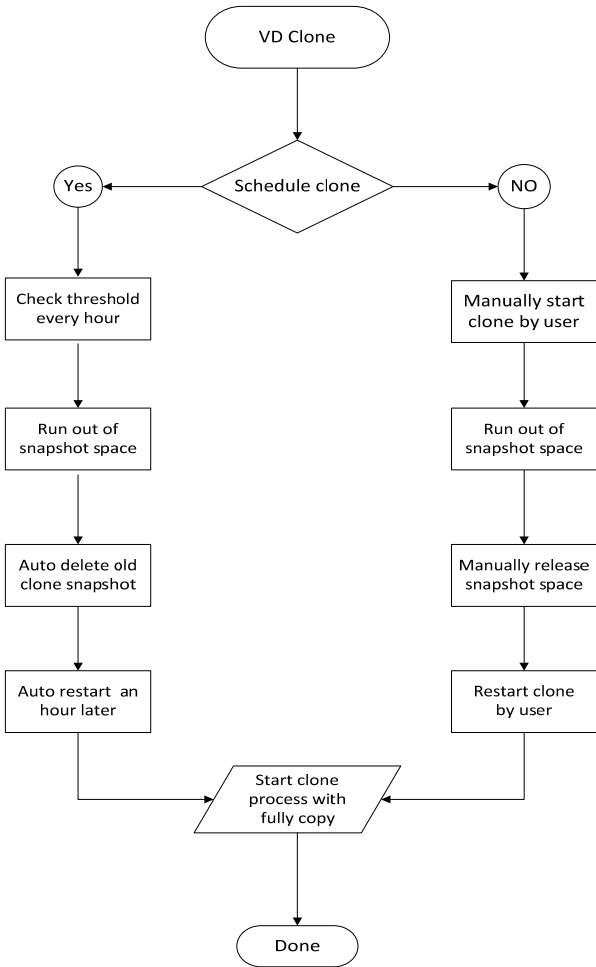 VD Clone
Schedule clone
Yes
NO
Check threshold
every hour
Manually start
clone by user
Run out of
snapshot space
Run out of
snapshot space
Auto delete old
clone snapshot
Manually release
snapshot space
Auto restart an
hour later
Restart clone
by user
Start clone
process with
fully copy
Done